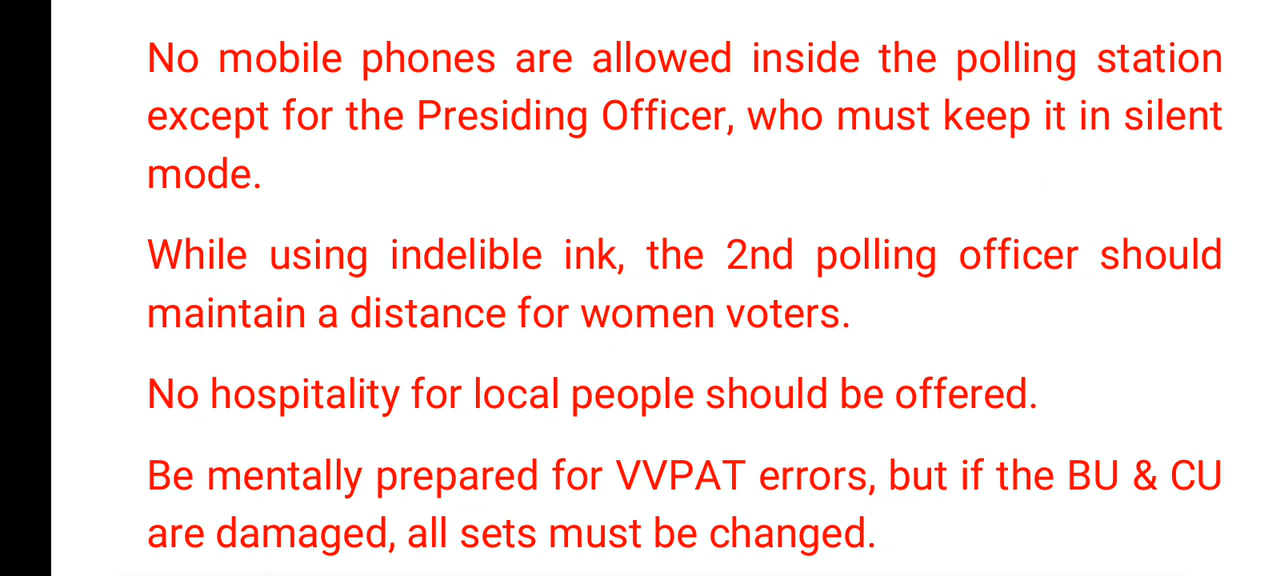 No mobile phones are allowed inside the polling station
except for the Presiding Officer, who must keep it in silent
mode.
While using indelible ink, the 2nd polling officer should
maintain a distance for women voters.
No hospitality for local people should be offered.
Be mentally prepared for VVPAT errors, but if the BU & CU
are damaged, all sets must be changed.